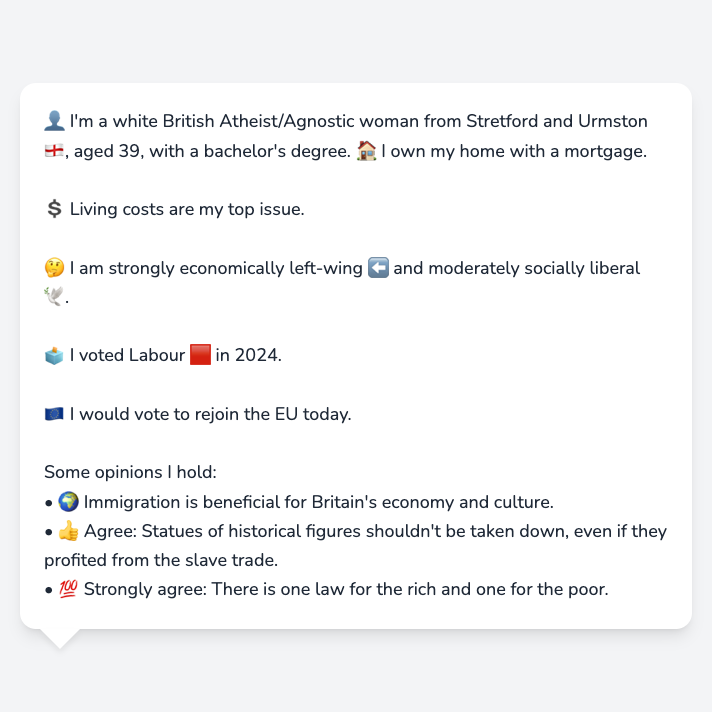 👤 I'm a white British Atheist/Agnostic woman from Stretford and Urmston
🏴󠁧󠁢󠁥󠁮󠁧󠁿, aged 39, with a bachelor's degree. 🏠 I own my home with a mortgage.
💲 Living costs are my top issue.
🤔 I am strongly economically left-wing ⬅️ and moderately socially liberal
🕊️.
🗳️ I voted Labour 🟥 in 2024.
🇪🇺 I would vote to rejoin the EU today.
Some opinions I hold:
• 🌍 Immigration is beneficial for Britain's economy and culture.
• 👍 Agree: Statues of historical figures shouldn't be taken down, even if they
profited from the slave trade.
• 💯 Strongly agree: There is one law for the rich and one for the poor.